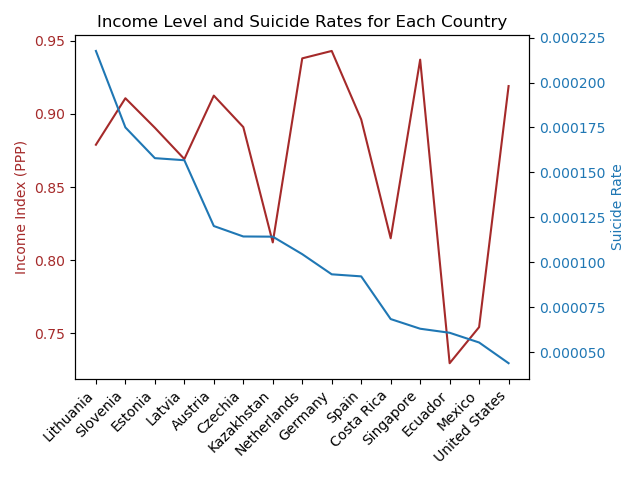 Income Level and Suicide Rates for Each Country
Income Index (PPP)
0.95
0.90
0.85
0.80
0.75
0.000225
0.000200
0.000175
0.000150
0.000125
0.000100
0.000075
0.000050
Suicide Rate
Lithuania
Slovenia
Estonia
Latvia
Austria
Czechia
Kazakhstan
Netherlands
Germany
Spain
Costa Rica
Singapore
Ecuador
Mexico
United States